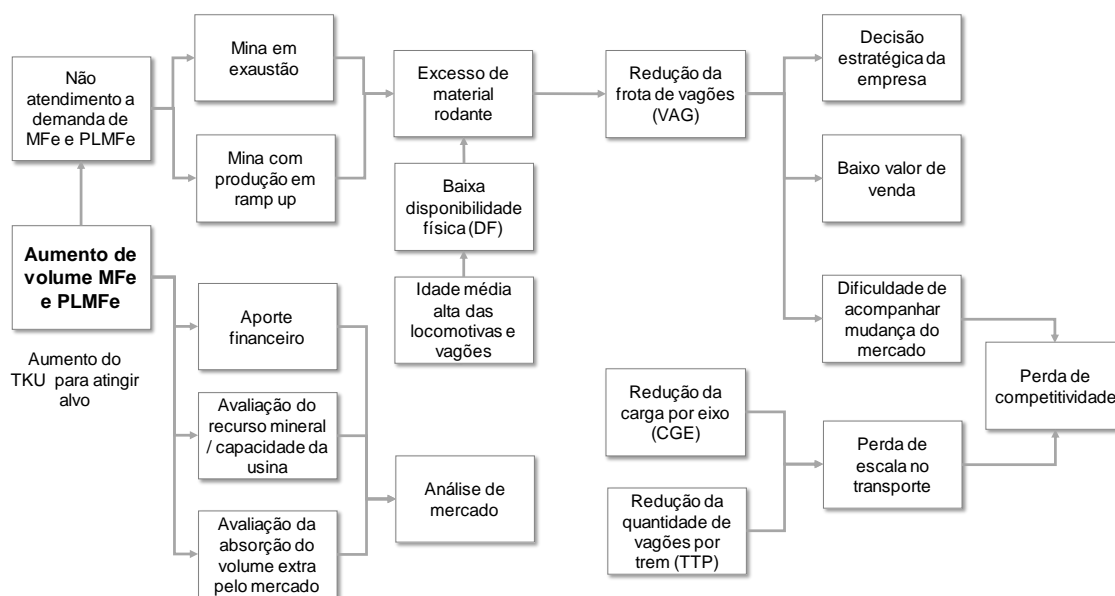 Não
atendimento a
demanda de
MFe e PLMFe
Mina em
exaustão
Mina com
produção em
ramp up
Excesso de
material
rodante
Redução da
frota de vagões
(VAG)
Decisão
estratégica da
empresa
Baixo valor de
venda
Baixa
disponibilidade
física (DF)
Idade média
alta das
locomotivas e
vagões
Aumento de
volume MFe
e PLMFe
Aumento do
TKU para atingir
alvo
Aporte
financeiro
Avaliação do
recurso mineral
/ capacidade da
usina
Avaliação da
absorção do
volume extra
pelo mercado
Análise de
mercado
Dificuldade de
acompanhar
mudança do
mercado
Redução da
carga por eixo
(CGE)
Redução da
quantidade de
vagões por
trem (TTP)
Perda de
escala no
transporte
Perda de
competitividade